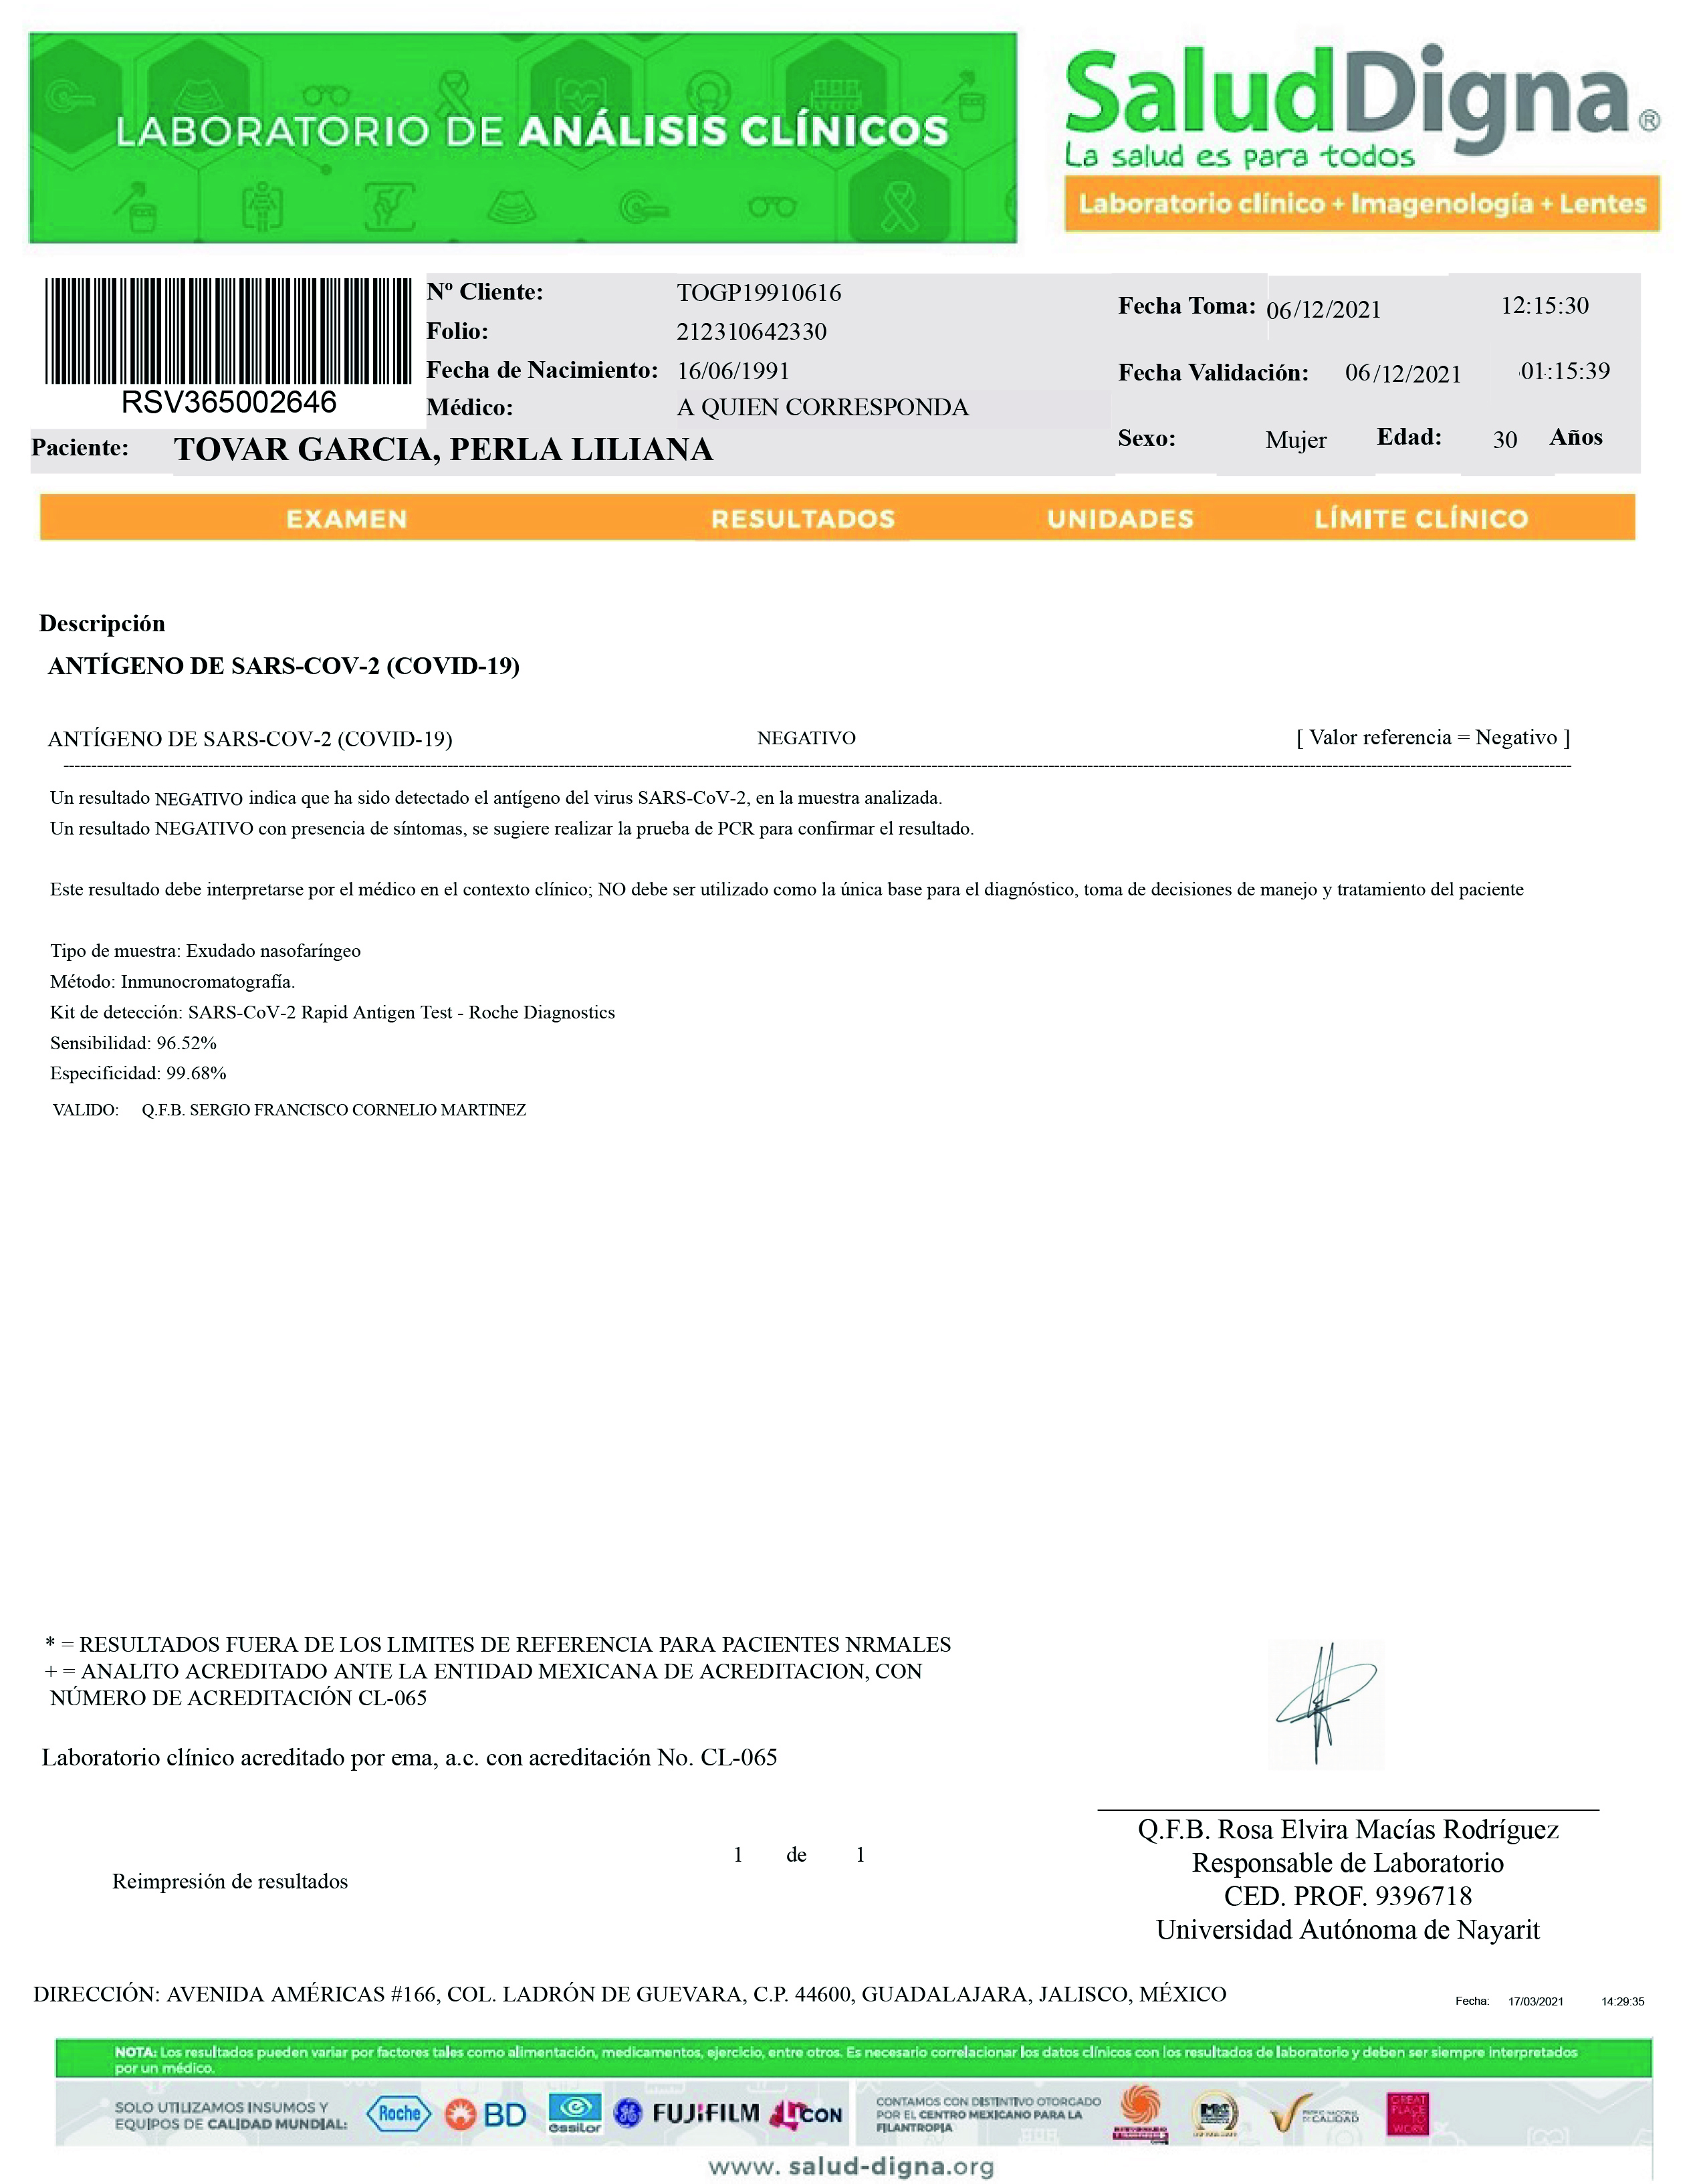 LABORATORIO DE ANÁLISIS CLÍNICOS
SaludDigna®
La salud es para todos
Laboratorio clínico + Imagenología + Lentes
RSV365002646
Nº Cliente: TOGP19910616
Folio: 212310642330
Fecha de Nacimiento: 16/06/1991
Médico: A QUIEN CORRESPONDA
Paciente: TOVAR GARCIA, PERLA LILIANA
Fecha Toma: 06/12/2021 12:15:30
Fecha Validación: 06/12/2021 01:15:39
Sexo: Mujer Edad: 30 Años
EXAMEN RESULTADOS UNIDADES LÍMITE CLÍNICO
Descripción
ANTÍGENO DE SARS-COV-2 (COVID-19)
ANTÍGENO DE SARS-COV-2 (COVID-19) NEGATIVO [ Valor referencia = Negativo ]
Un resultado NEGATIVO indica que ha sido detectado el antígeno del virus SARS-CoV-2, en la muestra analizada.
Un resultado NEGATIVO con presencia de síntomas, se sugiere realizar la prueba de PCR para confirmar el resultado.
Este resultado debe interpretarse por el médico en el contexto clínico; NO debe ser utilizado como la única base para el diagnóstico, toma de decisiones de manejo y tratamiento del paciente
Tipo de muestra: Exudado nasofaríngeo
Método: Inmunocromatografía.
Kit de detección: SARS-CoV-2 Rapid Antigen Test - Roche Diagnostics
Sensibilidad: 96.52%
Especificidad: 99.68%
VALIDO: Q.F.B. SERGIO FRANCISCO CORNELIO MARTINEZ
* = RESULTADOS FUERA DE LOS LIMITES DE REFERENCIA PARA PACIENTES NRMALES
+ = ANALITO ACREDITADO ANTE LA ENTIDAD MEXICANA DE ACREDITACION, CON
NÚMERO DE ACREDITACIÓN CL-065
Laboratorio clínico acreditado por ema, a.c. con acreditación No. CL-065
1 de 1
Reimpresión de resultados
Q.F.B. Rosa Elvira Macías Rodríguez
Responsable de Laboratorio
CED. PROF. 9396718
Universidad Autónoma de Nayarit
DIRECCIÓN: AVENIDA AMÉRICAS #166, COL. LADRÓN DE GUEVARA, C.P. 44600, GUADALAJARA, JALISCO, MÉXICO
Fecha: 17/03/2021 14:29:35
NOTA: Los resultados pueden variar por factores tales como alimentación, medicamentos, ejercicio, entre otros. Es necesario correlacionar los datos clínicos con los resultados de laboratorio y deben ser siempre interpretados
por un médico.
SOLO UTILIZAMOS INSUMOS Y
EQUIPOS DE CALIDAD MUNDIAL:
Roche BD essilor GE FUJIFILM LICON
CONTAMOS CON DISTINTIVO OTORGADO
POR EL CENTRO MEXICANO PARA LA
FILANTROPIA
GREAT
PLACE
TO
WORK
www. salud-digna.org